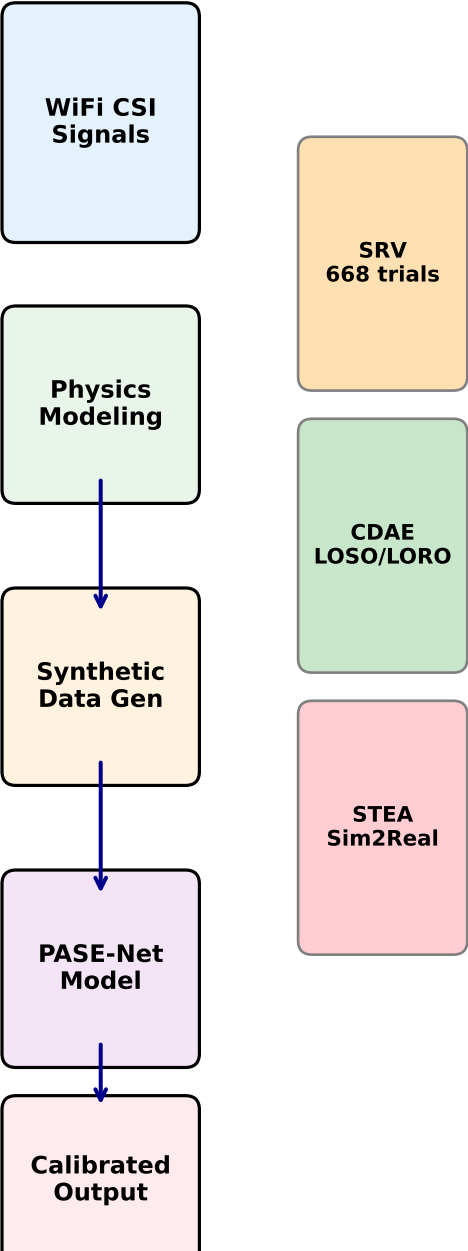 WiFi CSI
Signals
Physics
Modeling
Synthetic
Data Gen
PASE-Net
Model
Calibrated
Output
SRV
668 trials
CDAE
LOSO/LORO
STEA
Sim2Real